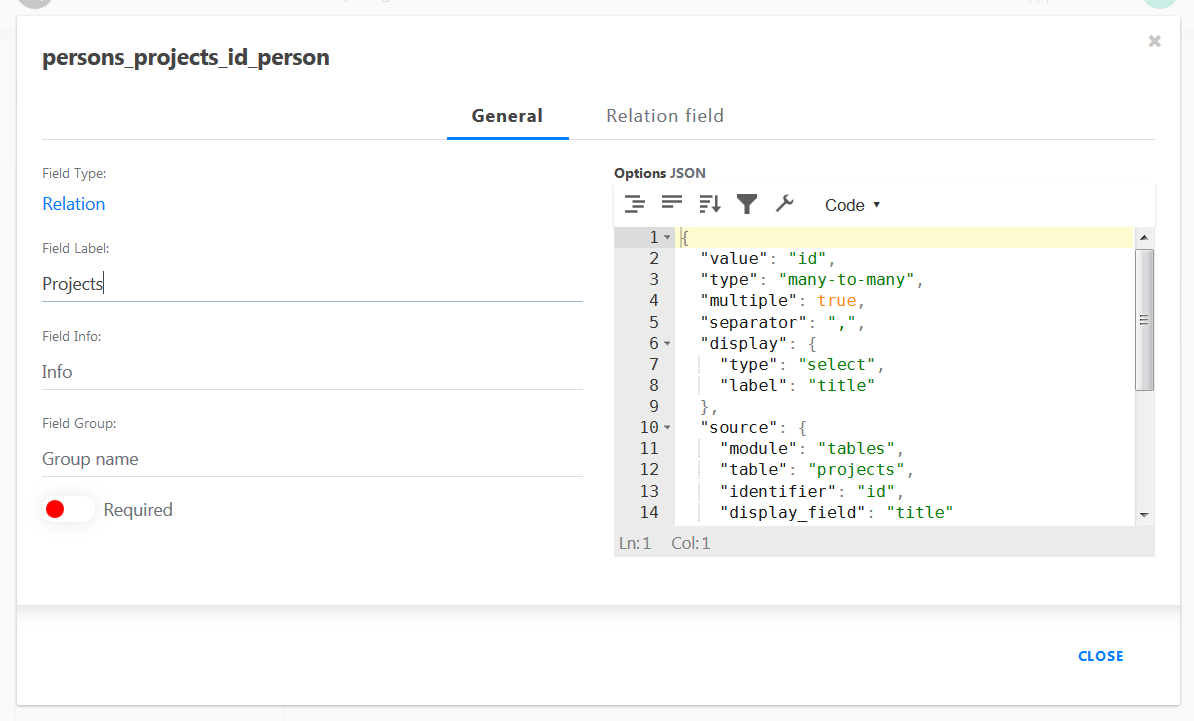 persons_projects_id_person
General
Relation field
Field Type:
Relation
Field Label:
Projects
Field Info:
Info
Field Group:
Group name
Required
Options JSON
Code
1 {
2 "value": "id",
3 "type": "many-to-many",
4 "multiple": true,
5 "separator": ",",
6 "display": {
7 "type": "select",
8 "label": "title"
9 },
10 "source": {
11 "module": "tables",
12 "table": "projects",
13 "identifier": "id",
14 "display_field": "title"
Ln:1 Col:1
CLOSE